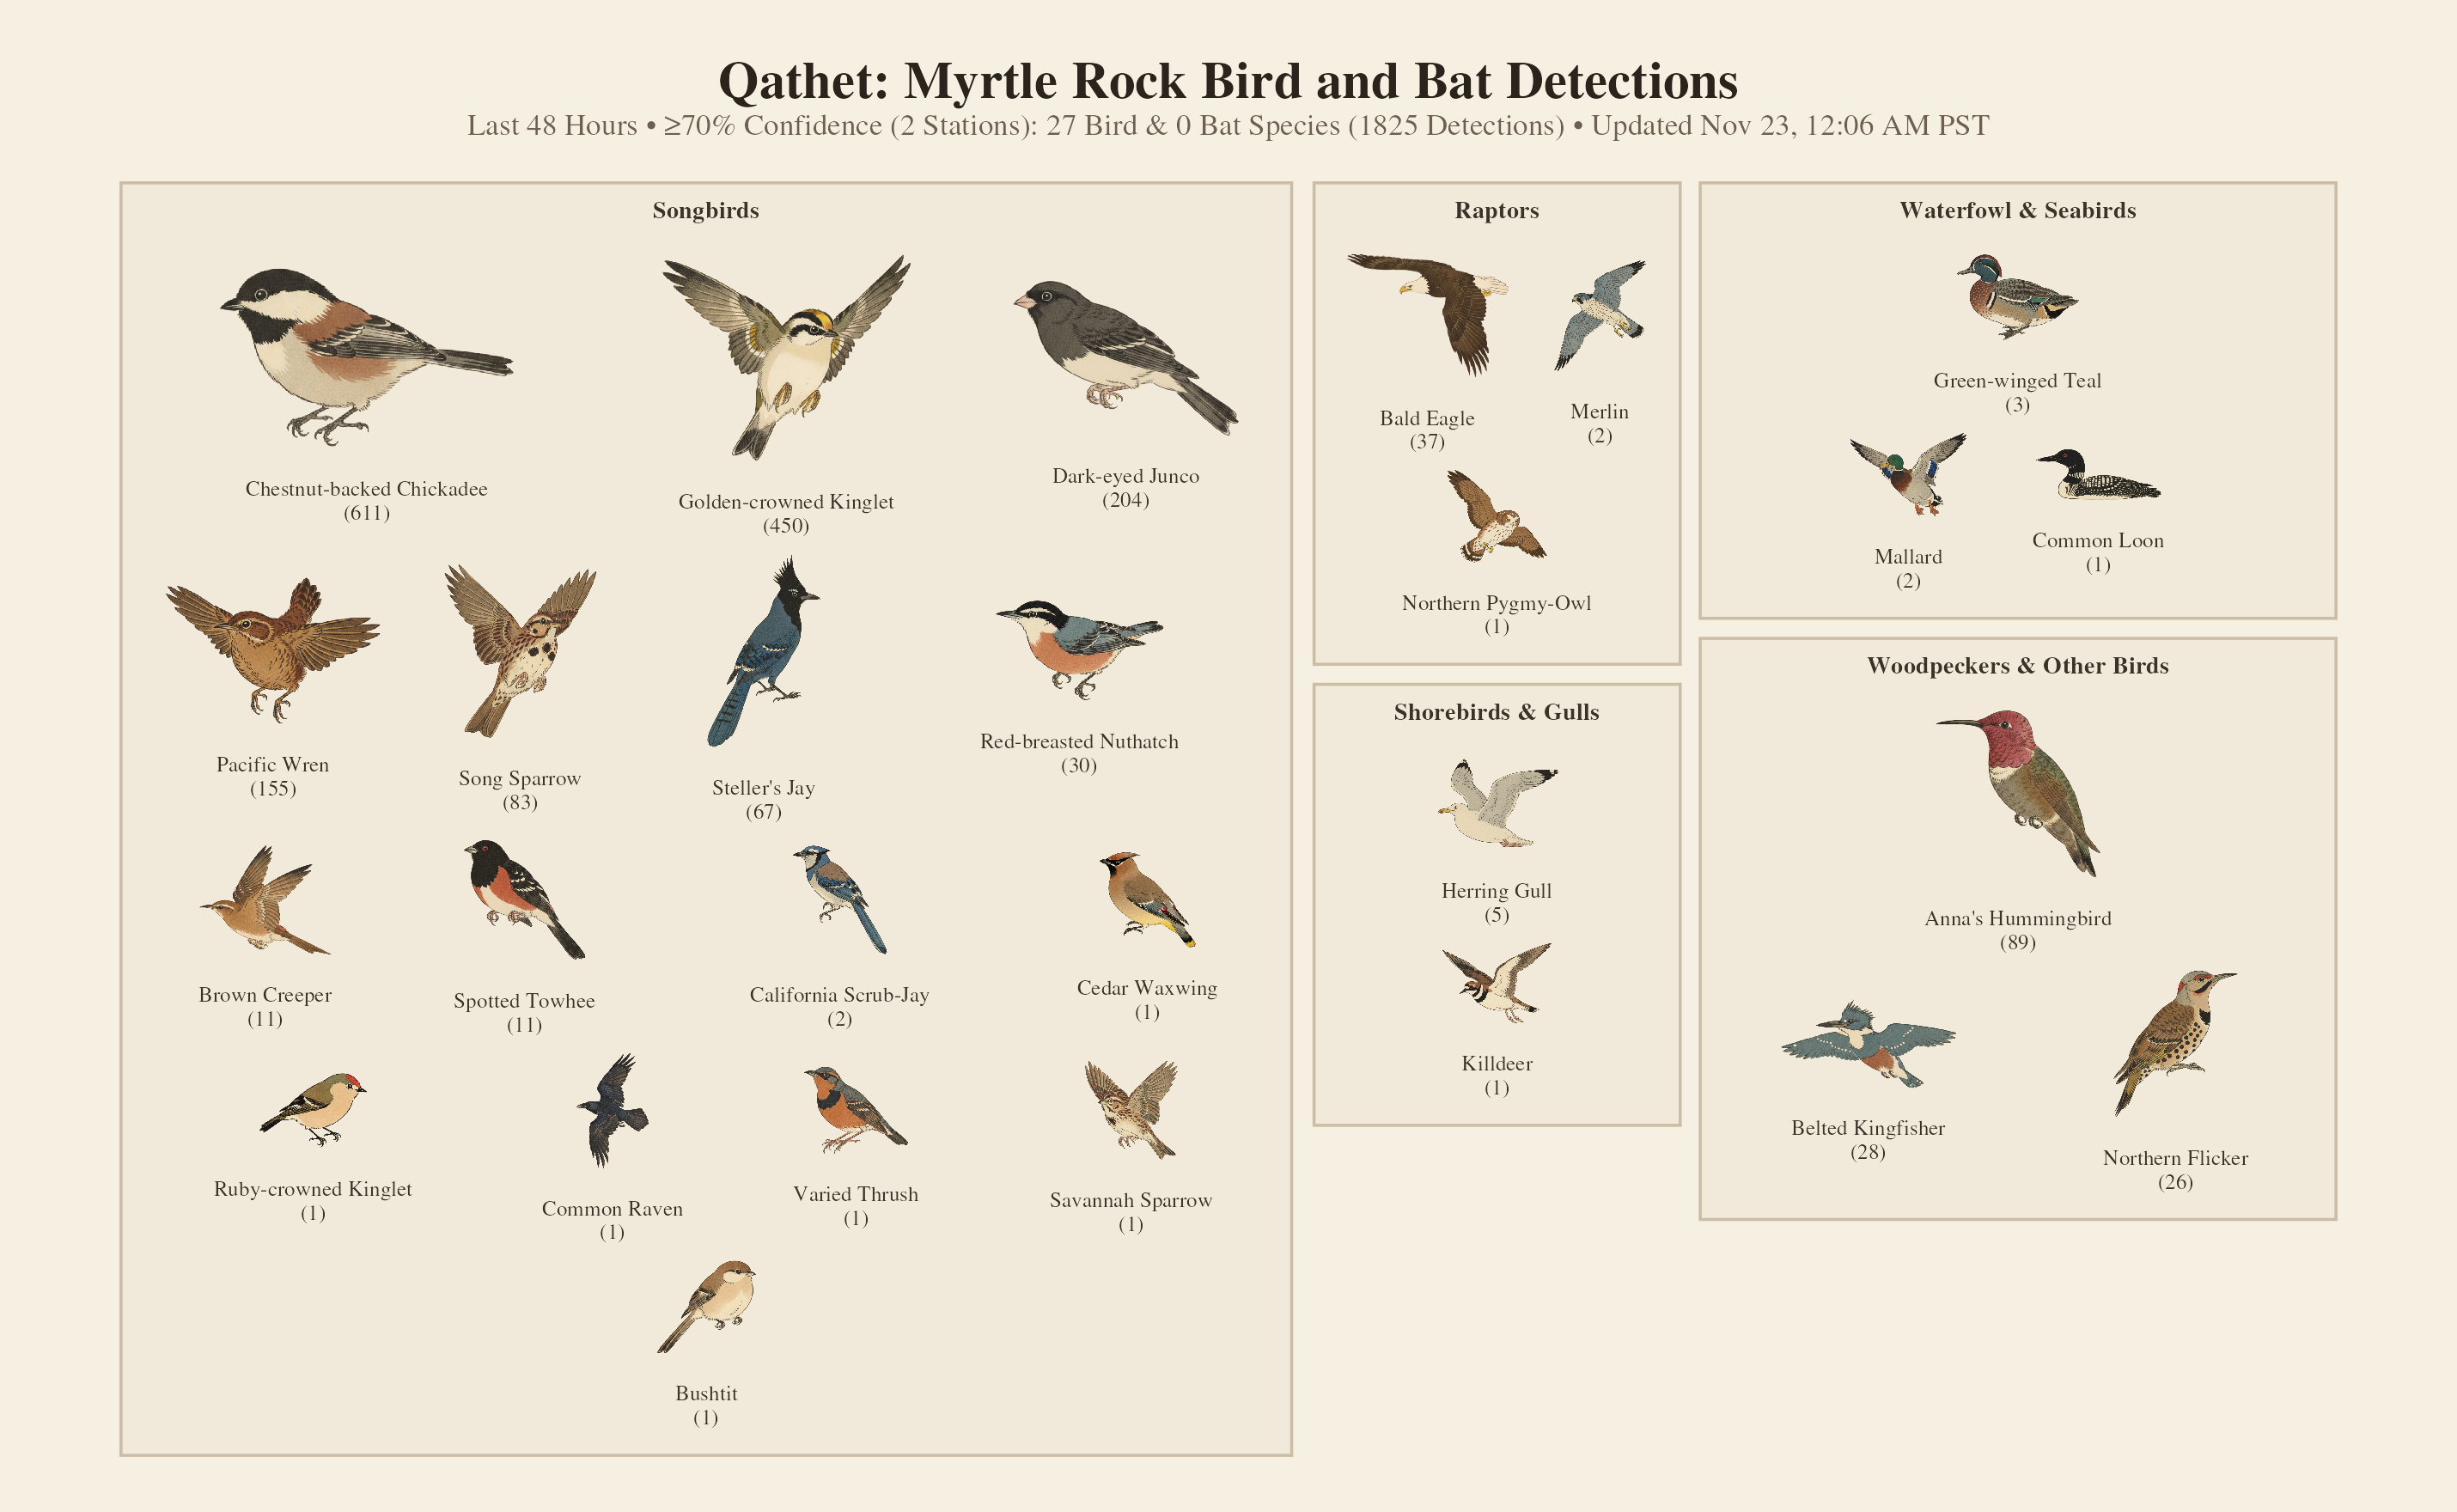 Qathet: Myrtle Rock Bird and Bat Detections
Last 48 Hours • ≥70% Confidence (2 Stations): 27 Bird & 0 Bat Species (1825 Detections) • Updated Nov 23, 12:06 AM PST
Songbirds
Chestnut-backed Chickadee
(611)
Golden-crowned Kinglet
(450)
Dark-eyed Junco
(204)
Pacific Wren
(155)
Song Sparrow
(83)
Steller's Jay
(67)
Red-breasted Nuthatch
(30)
Brown Creeper
(11)
Spotted Towhee
(11)
California Scrub-Jay
(2)
Cedar Waxwing
(1)
Ruby-crowned Kinglet
(1)
Common Raven
(1)
Varied Thrush
(1)
Savannah Sparrow
(1)
Bushtit
(1)
Raptors
Bald Eagle
(37)
Merlin
(2)
Northern Pygmy-Owl
(1)
Shorebirds & Gulls
Herring Gull
(5)
Killdeer
(1)
Waterfowl & Seabirds
Green-winged Teal
(3)
Mallard
(2)
Common Loon
(1)
Woodpeckers & Other Birds
Anna's Hummingbird
(89)
Belted Kingfisher
(28)
Northern Flicker
(26)